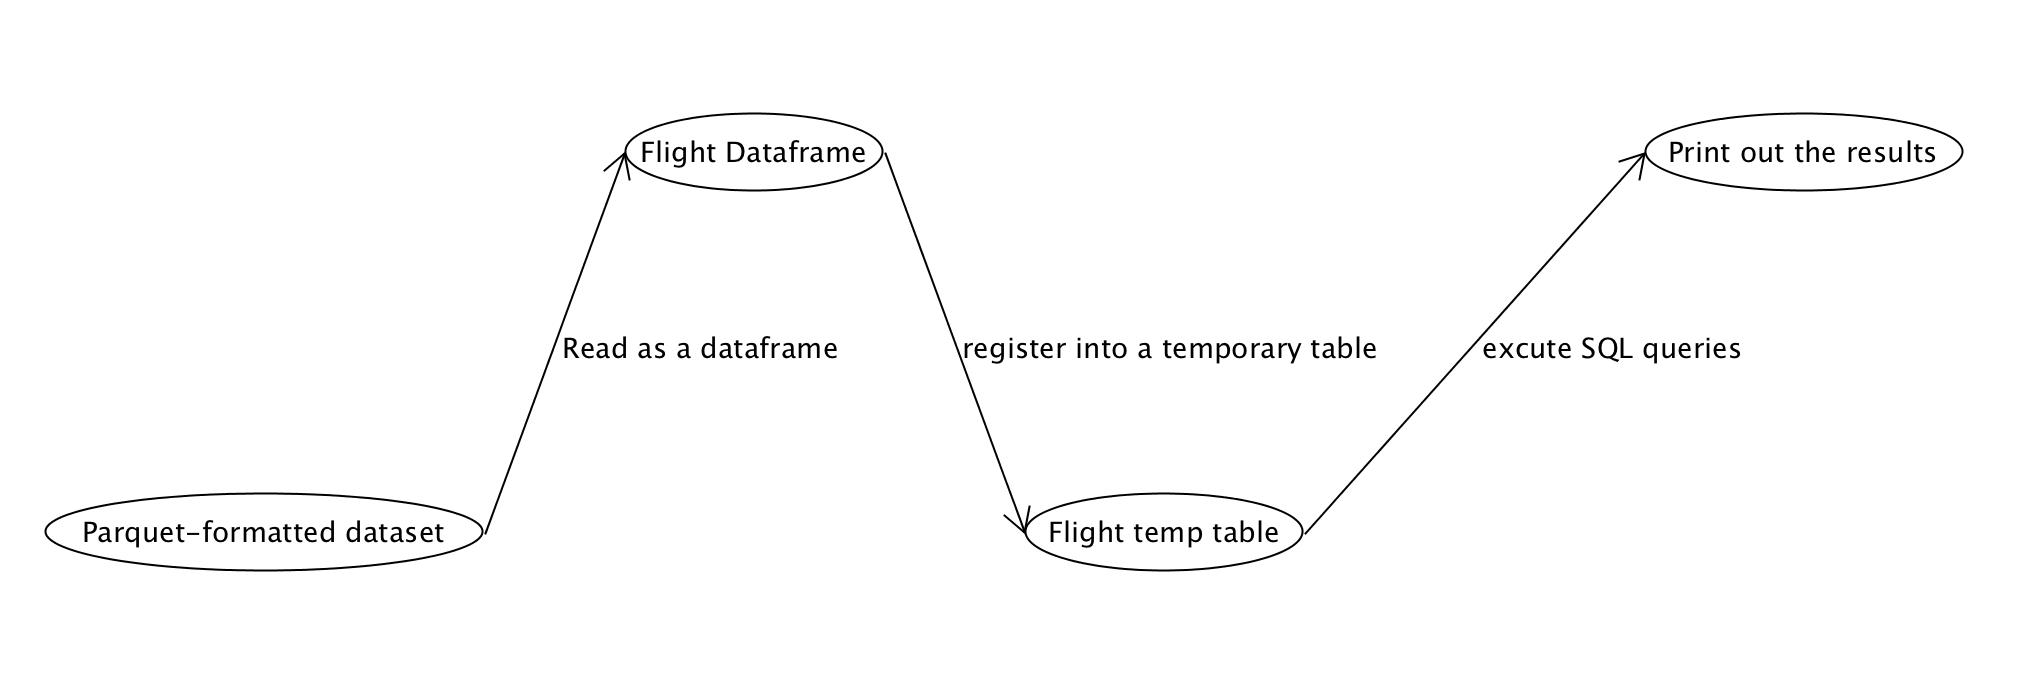 Flight Dataframe
Print out the results
Read as a dataframe
register into a temporary table
excute SQL queries
Parquet-formatted dataset
Flight temp table